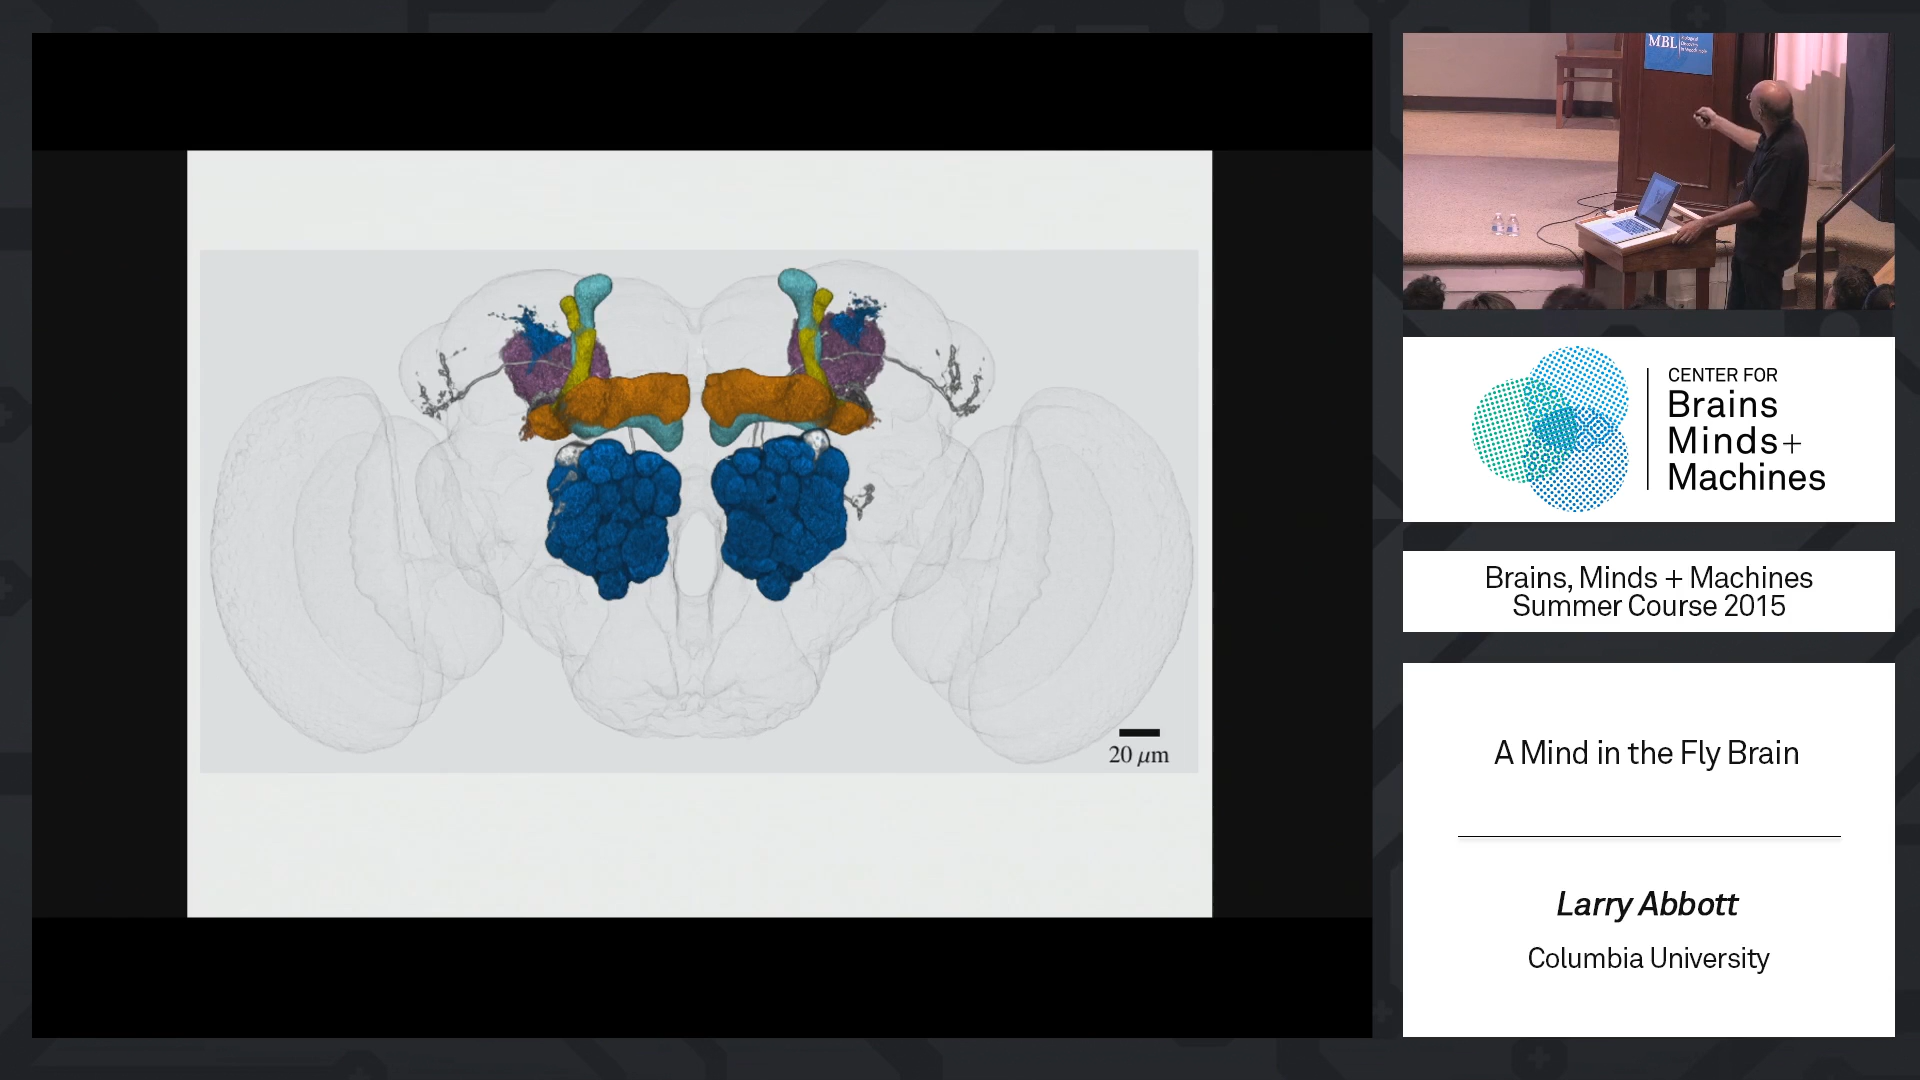 20 µm
MBL
CENTER FOR
Brains
Minds+
Machines
Brains, Minds + Machines
Summer Course 2015
A Mind in the Fly Brain
Larry Abbott
Columbia University